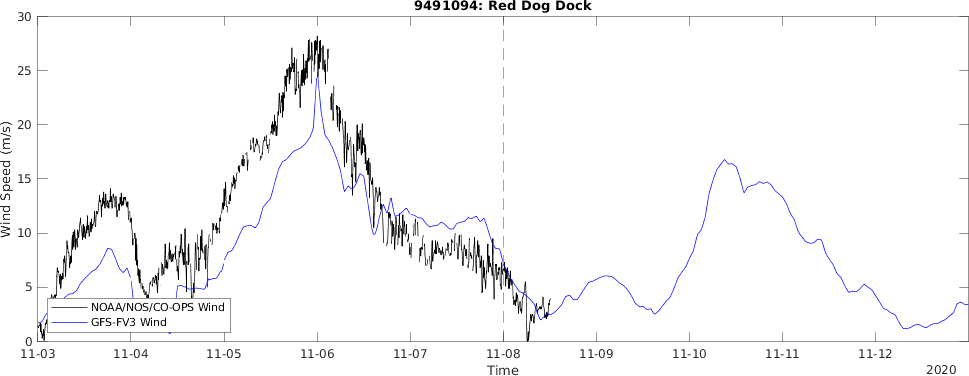 9491094: Red Dog Dock
30
25
20
15
10
5
0
Wind Speed (m/s)
NOAA/NOS/CO-OPS Wind
GFS-FV3 Wind
11-03 11-04 11-05 11-06 11-07 11-08 11-09 11-10 11-11 11-12
Time
2020